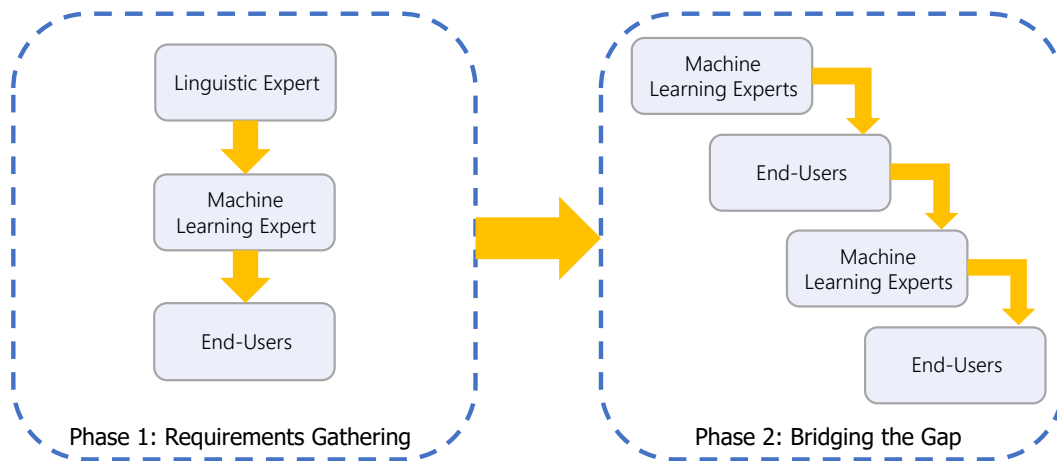 Linguistic Expert
Machine
Learning Expert
End-Users
Phase 1: Requirements Gathering
Machine
Learning Experts
End-Users
Machine
Learning Experts
End-Users
Phase 2: Bridging the Gap